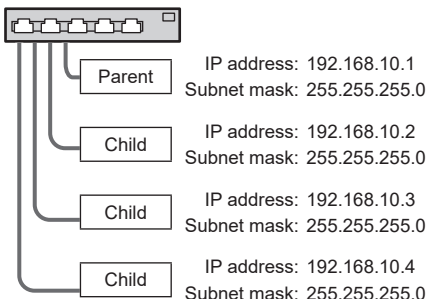 Parent
IP address: 192.168.10.1
Subnet mask: 255.255.255.0
Child
IP address: 192.168.10.2
Subnet mask: 255.255.255.0
Child
IP address: 192.168.10.3
Subnet mask: 255.255.255.0
Child
IP address: 192.168.10.4
Subnet mask: 255.255.255.0